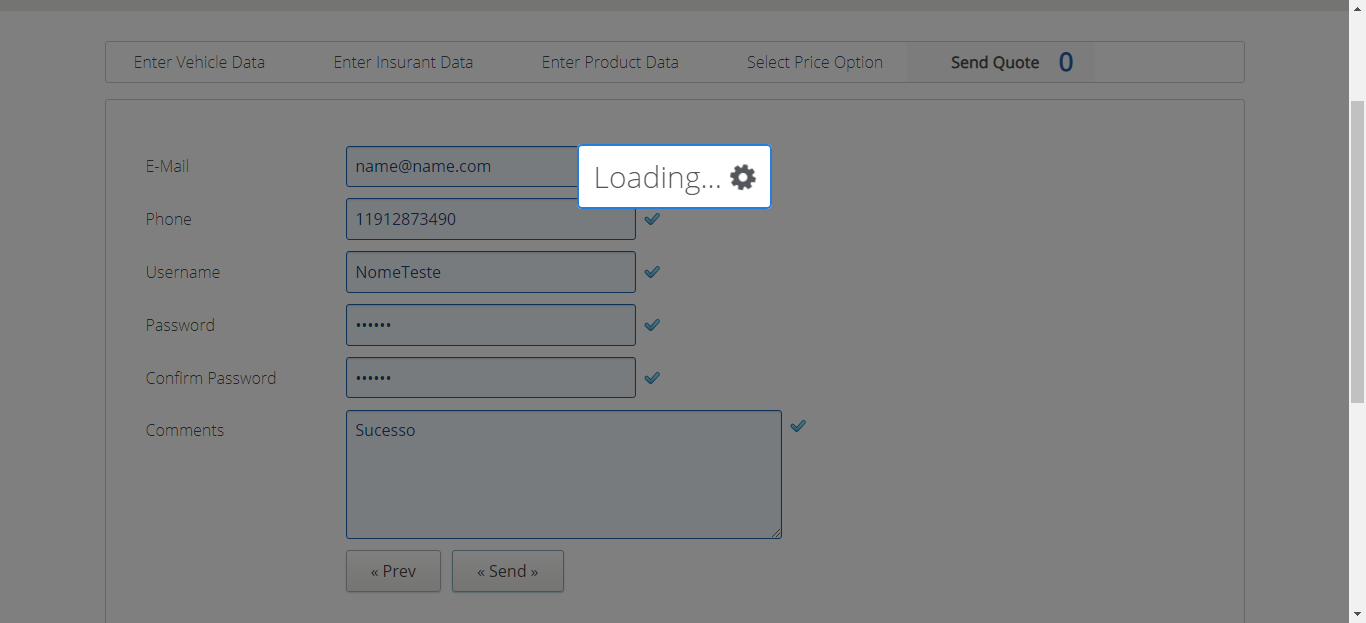 Enter Vehicle Data Enter Insurant Data Enter Product Data Select Price Option Send Quote 0
E-Mail name@name.com
Loading...
Phone 11912873490
Username NomeTeste
Password ••••••
Confirm Password ••••••
Comments Sucesso
« Prev « Send »